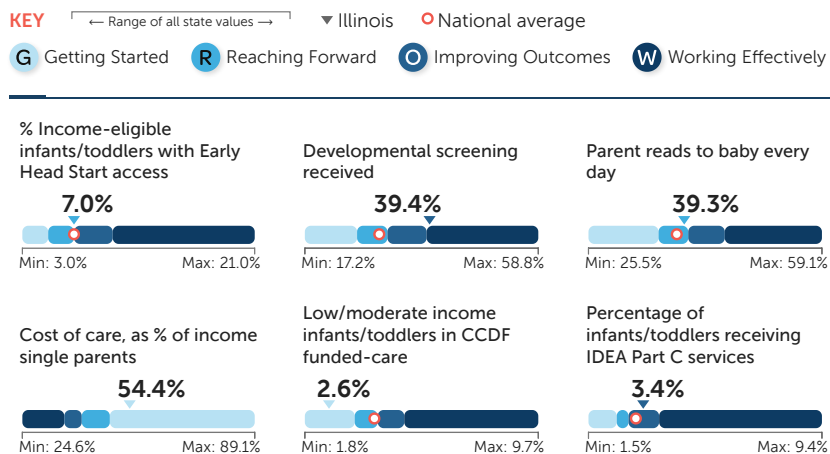 KEY ← Range of all state values → Illinois National average
G Getting Started R Reaching Forward O Improving Outcomes W Working Effectively
% Income-eligible
infants/toddlers with Early
Head Start access
7.0%
Min: 3.0% Max: 21.0%
Developmental screening
received
39.4%
Min: 17.2% Max: 58.8%
Parent reads to baby every
day
39.3%
Min: 25.5% Max: 59.1%
Cost of care, as % of income
single parents
54.4%
Min: 24.6% Max: 89.1%
Low/moderate income
infants/toddlers in CCDF
funded-care
2.6%
Min: 1.8% Max: 9.7%
Percentage of
infants/toddlers receiving
IDEA Part C services
3.4%
Min: 1.5% Max: 9.4%